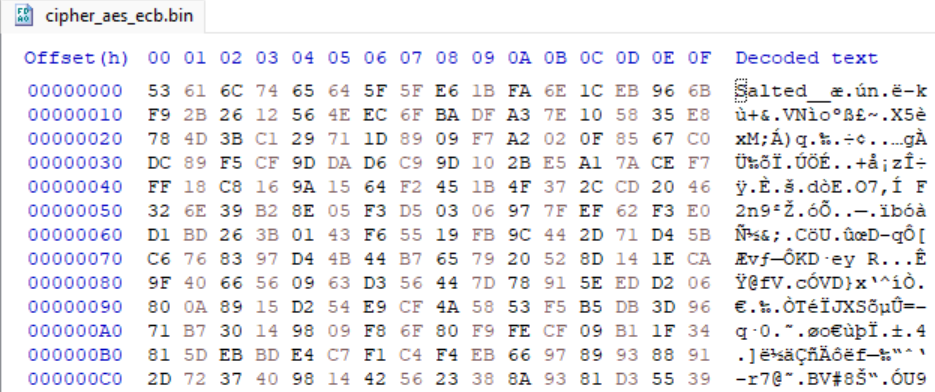 cipher_aes_ecb.bin
Offset(h) 00 01 02 03 04 05 06 07 08 09 0A 0B 0C 0D 0E 0F Decoded text
00000000 53 61 6C 74 65 64 5F 5F E6 1B FA 6E 1C EB 96 6B Salted__æ.ún.ë–k
00000010 F9 2B 26 12 56 4E EC 6F BA DF A3 7E 10 58 35 E8 ù+&.VNìoºß£~.X5è
00000020 78 4D 3B C1 29 71 1D 89 09 F7 A2 02 0F 85 67 C0 xM;Á)q.‰.÷¢..…gÀ
00000030 DC 89 F5 CF 9D DA D6 C9 9D 10 2B E5 A1 7A CE F7 Ü‰õÏ.ÚÖÉ..+å¡zÎ÷
00000040 FF 18 C8 16 9A 15 64 F2 45 1B 4F 37 2C CD 20 46 ÿ.È.š.dòE.O7,Í F
00000050 32 6E 39 B2 8E 05 F3 D5 03 06 97 7F EF 62 F3 E0 2n9²Ž.óÕ..—.ïbóà
00000060 D1 BD 26 3B 01 43 F6 55 19 FB 9C 44 2D 71 D4 5B Ñ½&;.CöU.ûœD-qÔ[
00000070 C6 76 83 97 D4 4B 44 B7 65 79 20 52 8D 14 1E CA Ævƒ—ÔKD·ey R...Ê
00000080 9F 40 66 56 09 63 D3 56 44 7D 78 91 5E ED D2 06 Ÿ@fV.cÓVD}x‘^íÒ.
00000090 80 0A 89 15 D2 54 E9 CF 4A 58 53 F5 B5 DB 3D 96 €.‰.ÒTéÏJXSõµÛ=–
000000A0 71 B7 30 14 98 09 F8 6F 80 F9 FE CF 09 B1 1F 34 q·0.˜.øo€ùþÏ.±.4
000000B0 81 5D EB BD E4 C7 F1 C4 F4 EB 66 97 89 93 88 91 .]ë½äÇñÄôëf—‰“ˆ‘
000000C0 2D 72 37 40 98 14 42 56 23 38 8A 93 81 D3 55 39 -r7@˜.BV#8Š“.ÓU9